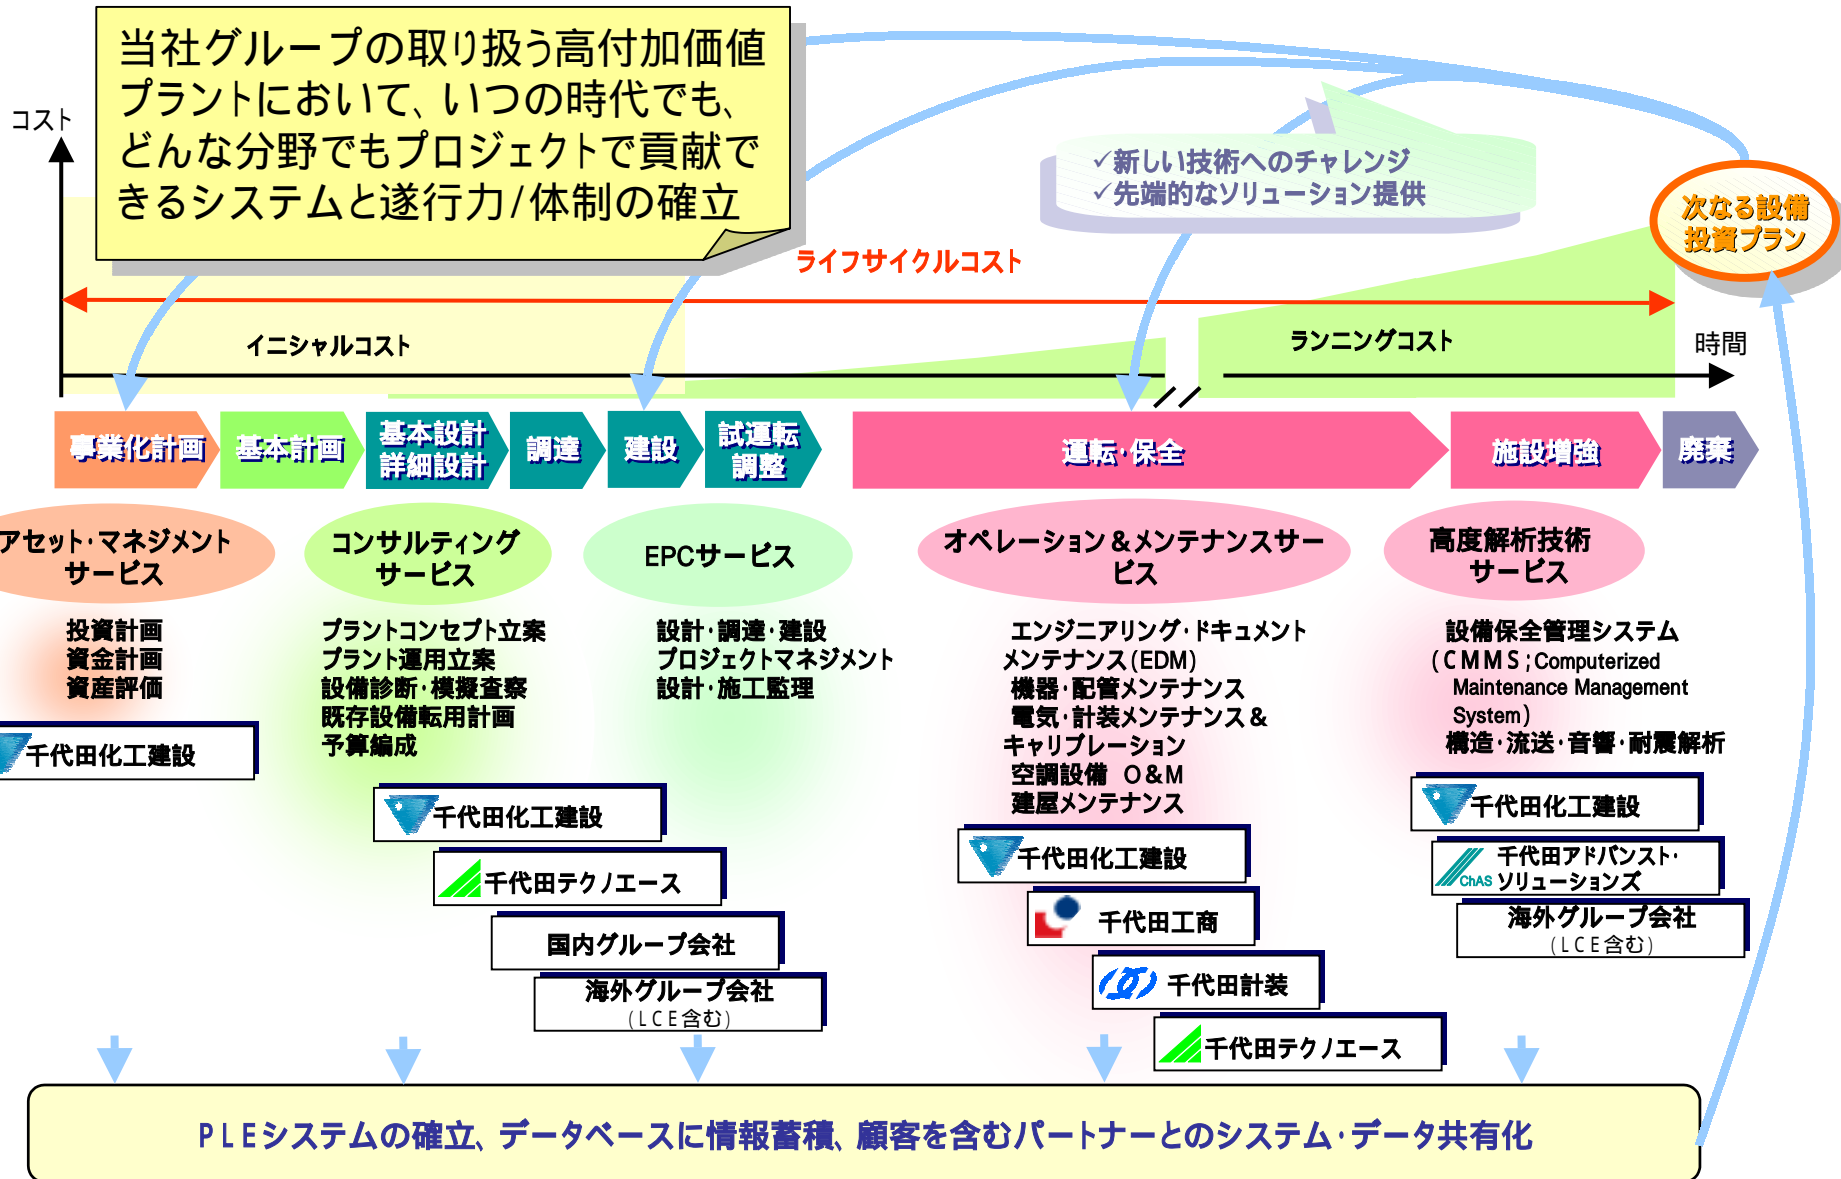 当社グループの取り扱う高付加価値
プラントにおいて、いつの時代でも、
どんな分野でもプロジェクトで貢献で
きるシステムと遂行力/体制の確立
コスト
✓新しい技術へのチャレンジ
✓先端的なソリューション提供
次なる設備
投資プラン
ライフサイクルコスト
イニシャルコスト
ランニングコスト
時間
事業化計画
基本計画
基本設計
詳細設計
調達
建設
試運転
調整
運転・保全
施設増強
廃棄
アセット・マネジメント
サービス
投資計画
資金計画
資産評価
千代田化工建設
コンサルティング
サービス
プラントコンセプト立案
プラント運用立案
設備診断・模擬査察
既存設備転用計画
予算編成
EPCサービス
設計・調達・建設
プロジェクトマネジメント
設計・施工監理
千代田化工建設
千代田テクノエース
国内グループ会社
海外グループ会社
(LCE含む)
オペレーション&メンテナンスサー
ビス
エンジニアリング・ドキュメント
メンテナンス(EDM)
機器・配管メンテナンス
電気・計装メンテナンス&
キャリブレーション
空調設備 O&M
建屋メンテナンス
千代田化工建設
千代田工商
千代田計装
千代田テクノエース
高度解析技術
サービス
設備保全管理システム
(CMMS;Computerized
Maintenance Management
System)
構造・流送・音響・耐震解析
千代田化工建設
ChAS
千代田アドバンスト・
ソリューションズ
海外グループ会社
(LCE含む)
PLEシステムの確立、データベースに情報蓄積、顧客を含むパートナーとのシステム・データ共有化